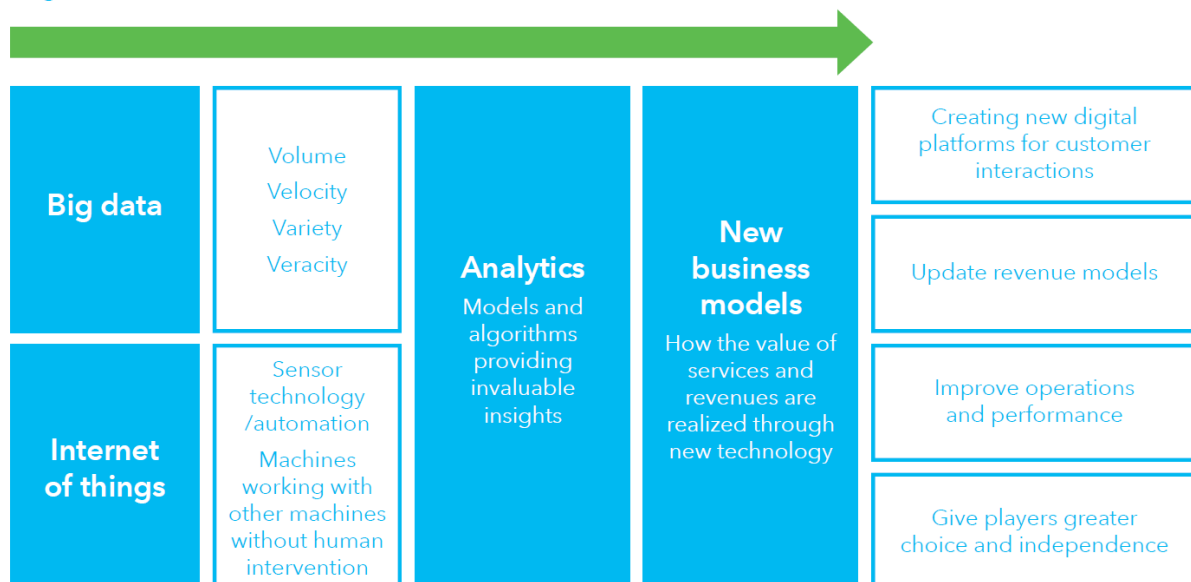 Big data
Volume
Velocity
Variety
Veracity
Internet
of things
Sensor
technology
/automation
Machines
working with
other machines
without human
intervention
Analytics
Models and
algorithms
providing
invaluable
insights
New
business
models
How the value of
services and
revenues are
realized through
new technology
Creating new digital
platforms for customer
interactions
Update revenue models
Improve operations
and performance
Give players greater
choice and independence